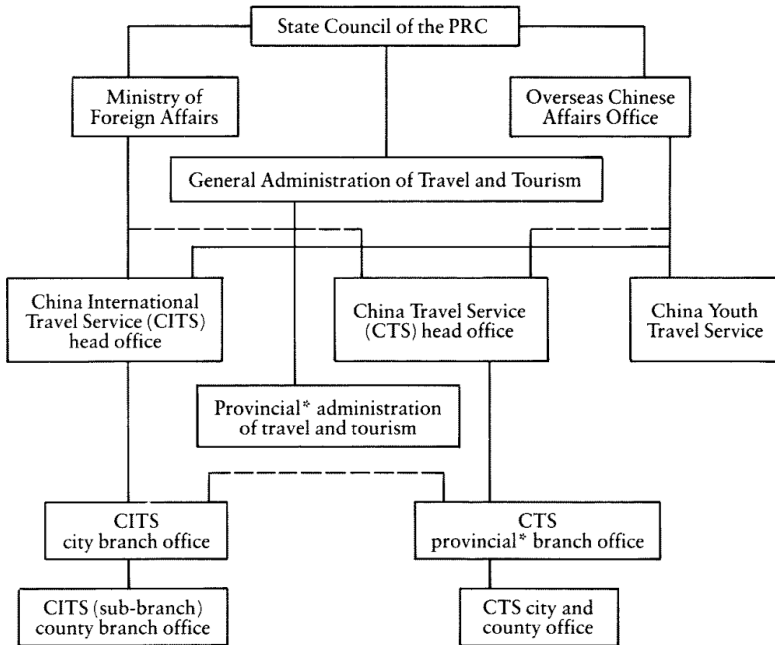 State Council of the PRC
Ministry of
Foreign Affairs
Overseas Chinese
Affairs Office
General Administration of Travel and Tourism
China International
Travel Service (CITS)
head office
China Travel Service
(CTS) head office
China Youth
Travel Service
Provincial* administration
of travel and tourism
CITS
city branch office
CTS
provincial* branch office
CITS (sub-branch)
county branch office
CTS city and
county office